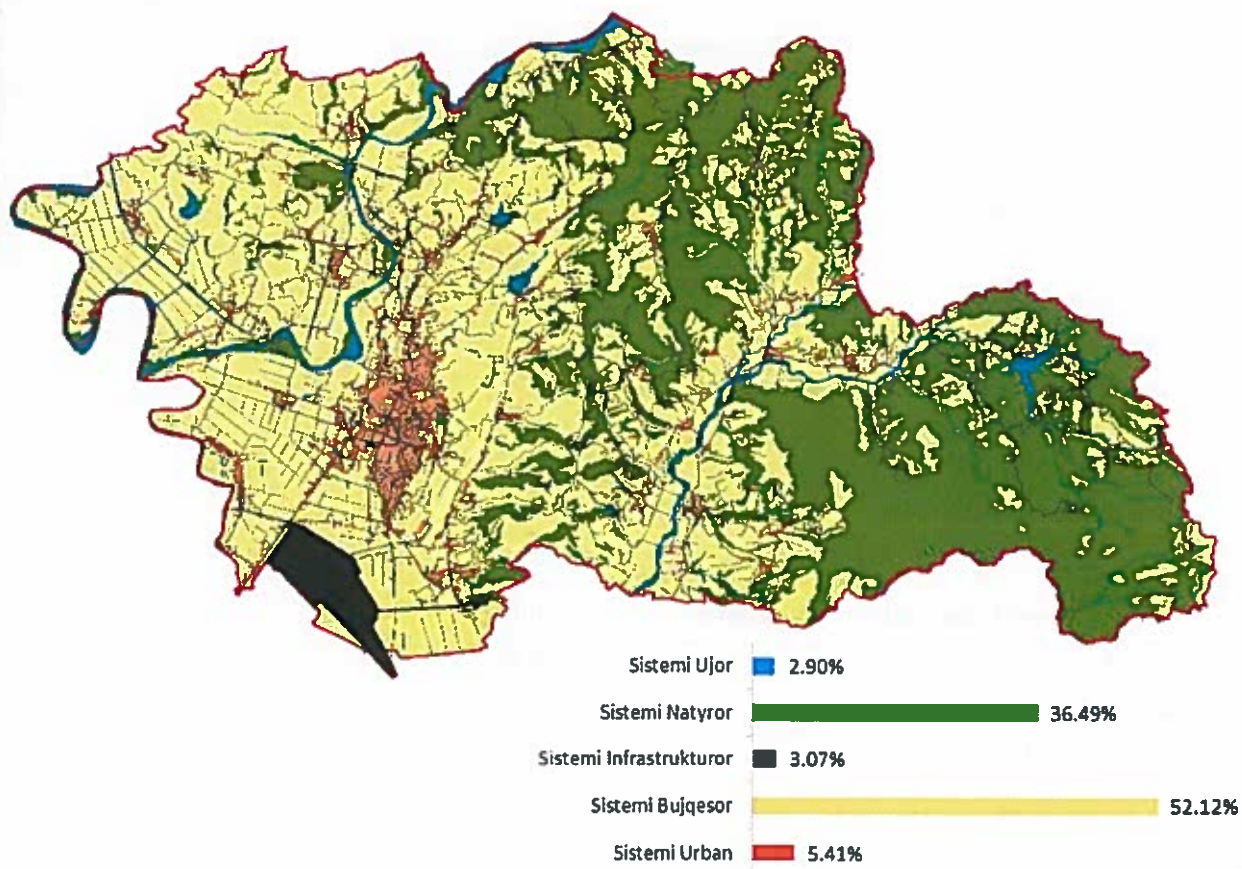 Sistemi Ujor 2.90%
Sistemi Natyror 36.49%
Sistemi Infrastrukturor 3.07%
Sistemi Bujqesor 52.12%
Sistemi Urban 5.41%